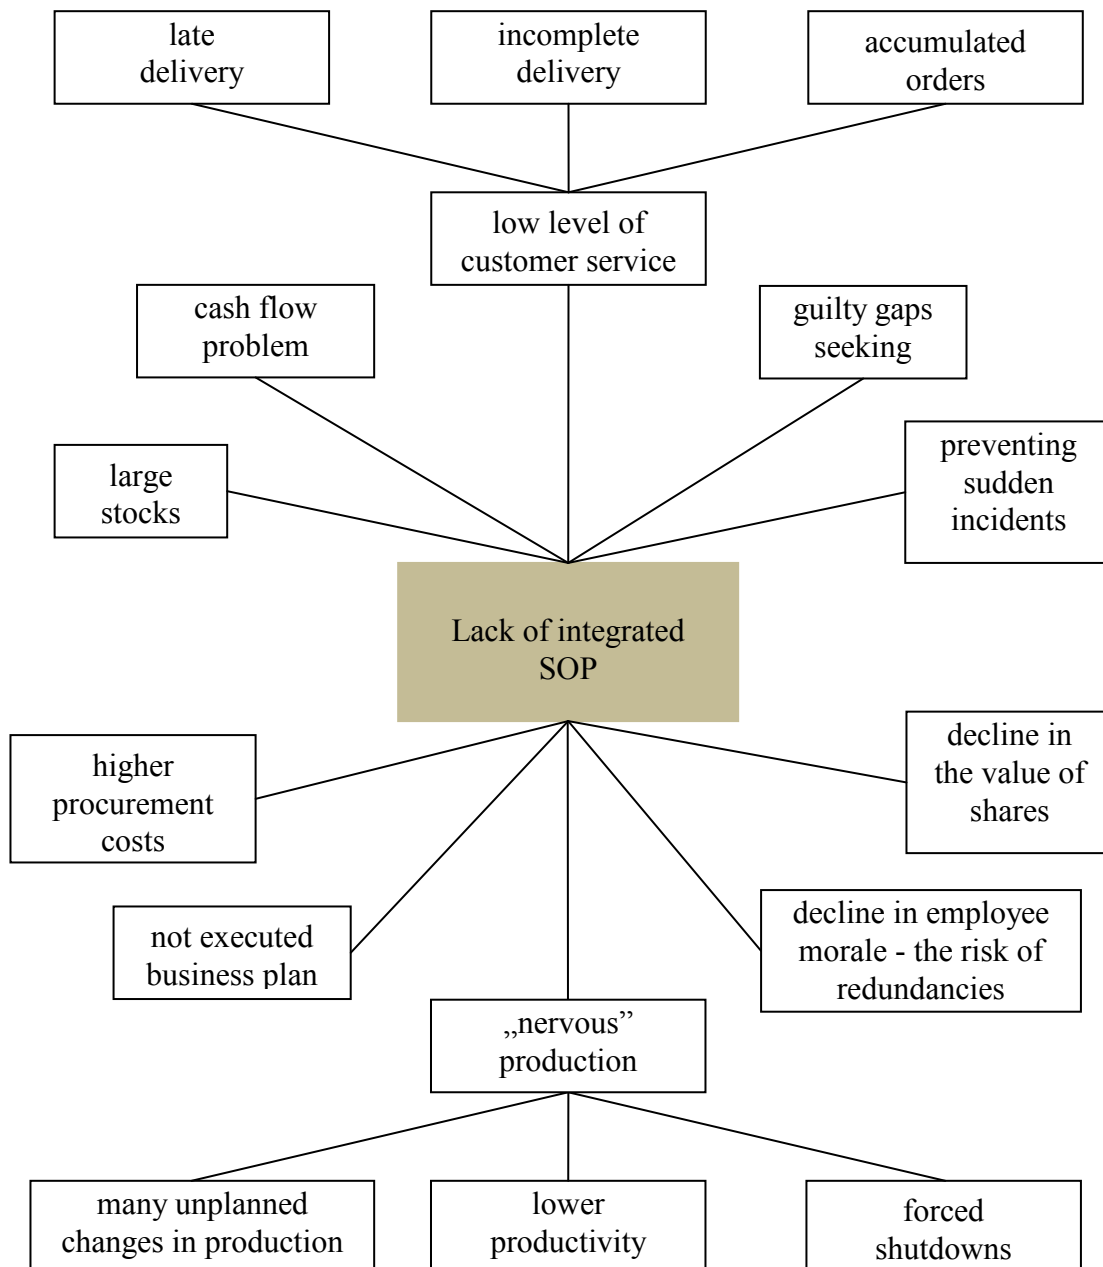 late
delivery
incomplete
delivery
accumulated
orders
low level of
customer service
cash flow
problem
guilty gaps
seeking
large
stocks
preventing
sudden
incidents
Lack of integrated
SOP
higher
procurement
costs
decline in
the value of
shares
not executed
business plan
decline in employee
morale - the risk of
redundancies
„nervous”
production
many unplanned
changes in production
lower
productivity
forced
shutdowns